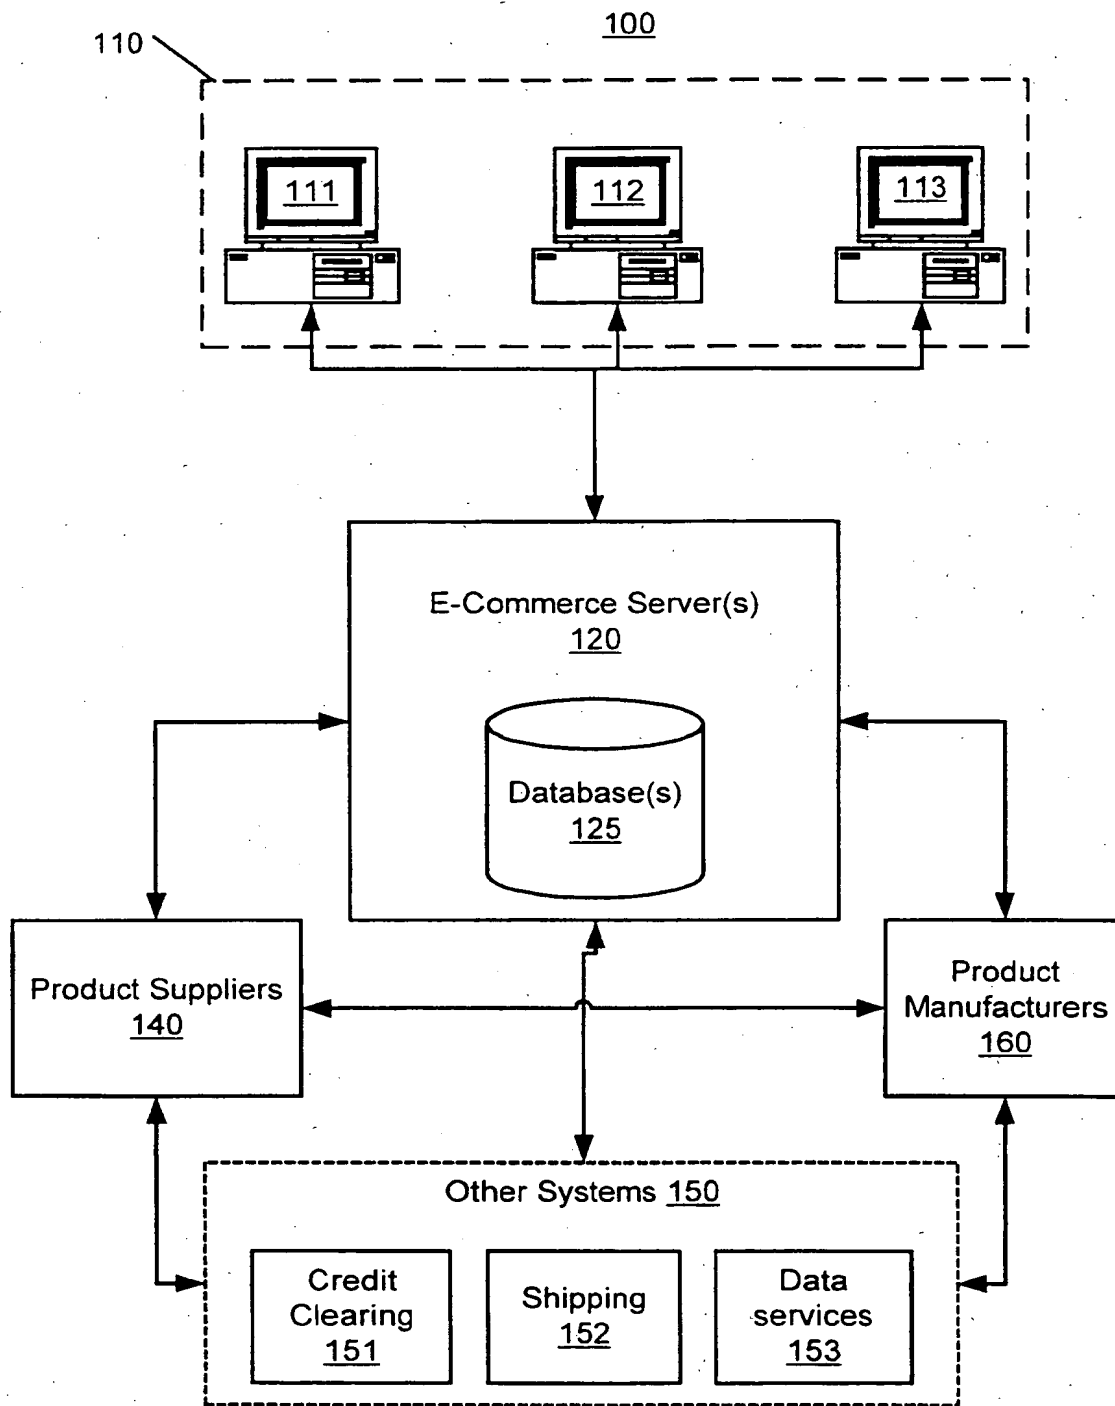 100
110
111
112
113
E-Commerce Server(s)
120
Database(s)
125
Product Suppliers
140
Product
Manufacturers
160
Other Systems 150
Credit
Clearing
151
Shipping
152
Data
services
153